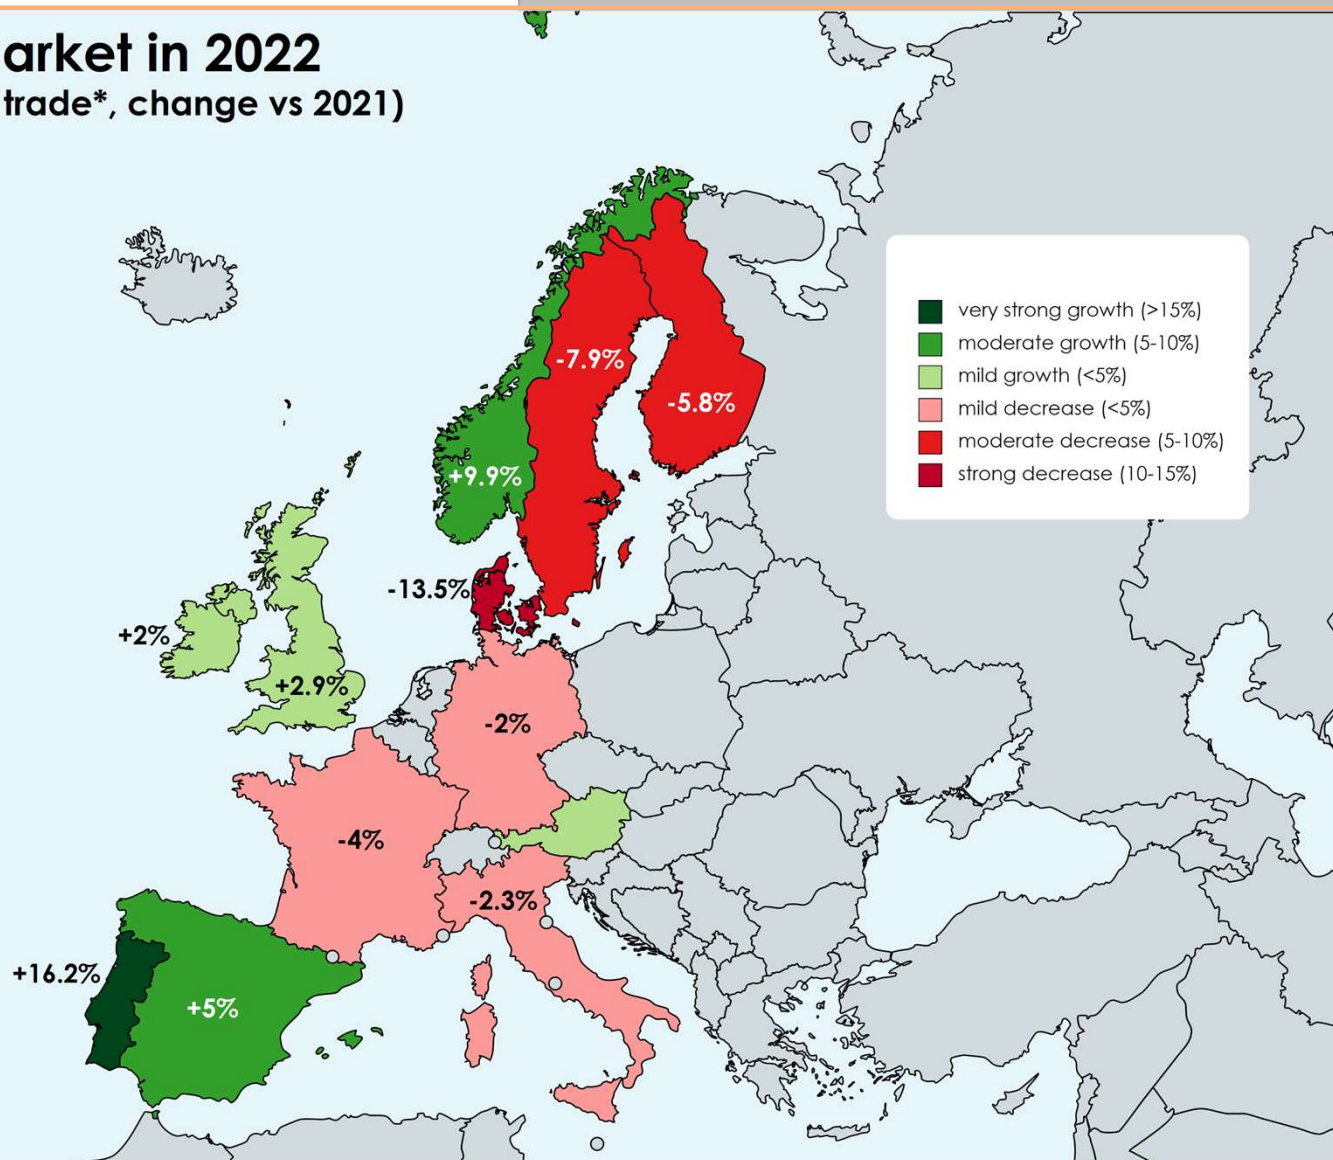 arket in 2022
trade*, change vs 2021)
very strong growth (>15%)
moderate growth (5-10%)
mild growth (<5%)
mild decrease (<5%)
moderate decrease (5-10%)
strong decrease (10-15%)
-7.9%
-5.8%
+9.9%
-13.5%
+2%
+2.9%
-2%
-4%
-2.3%
+16.2%
+5%